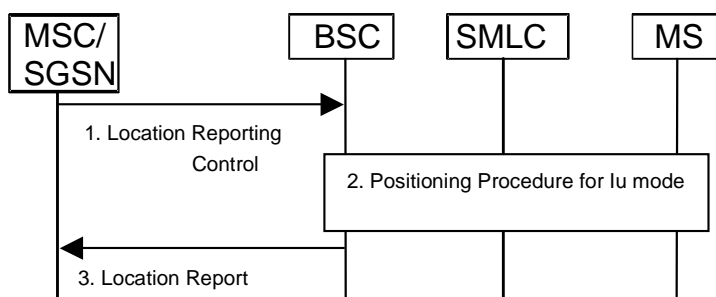 MSC/
SGSN
BSC
SMLC
MS
1. Location Reporting
Control
2. Positioning Procedure for Iu mode
3. Location Report